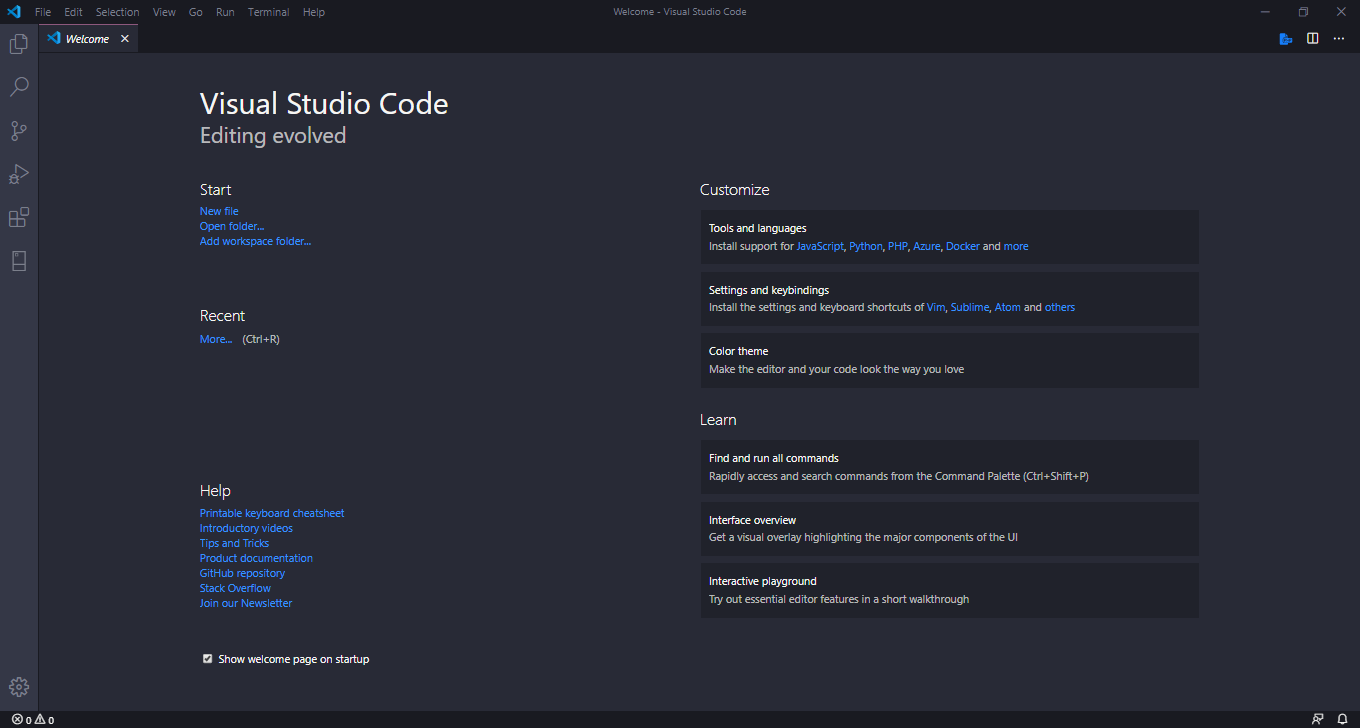 File Edit Selection View Go Run Terminal Help
Welcome - Visual Studio Code
Welcome
Visual Studio Code
Editing evolved
Start
New file
Open folder...
Add workspace folder...
Recent
More... (Ctrl+R)
Help
Printable keyboard cheatsheet
Introductory videos
Tips and Tricks
Product documentation
GitHub repository
Stack Overflow
Join our Newsletter
Show welcome page on startup
Customize
Tools and languages
Install support for JavaScript, Python, PHP, Azure, Docker and more
Settings and keybindings
Install the settings and keyboard shortcuts of Vim, Sublime, Atom and others
Color theme
Make the editor and your code look the way you love
Learn
Find and run all commands
Rapidly access and search commands from the Command Palette (Ctrl+Shift+P)
Interface overview
Get a visual overlay highlighting the major components of the UI
Interactive playground
Try out essential editor features in a short walkthrough
0 0